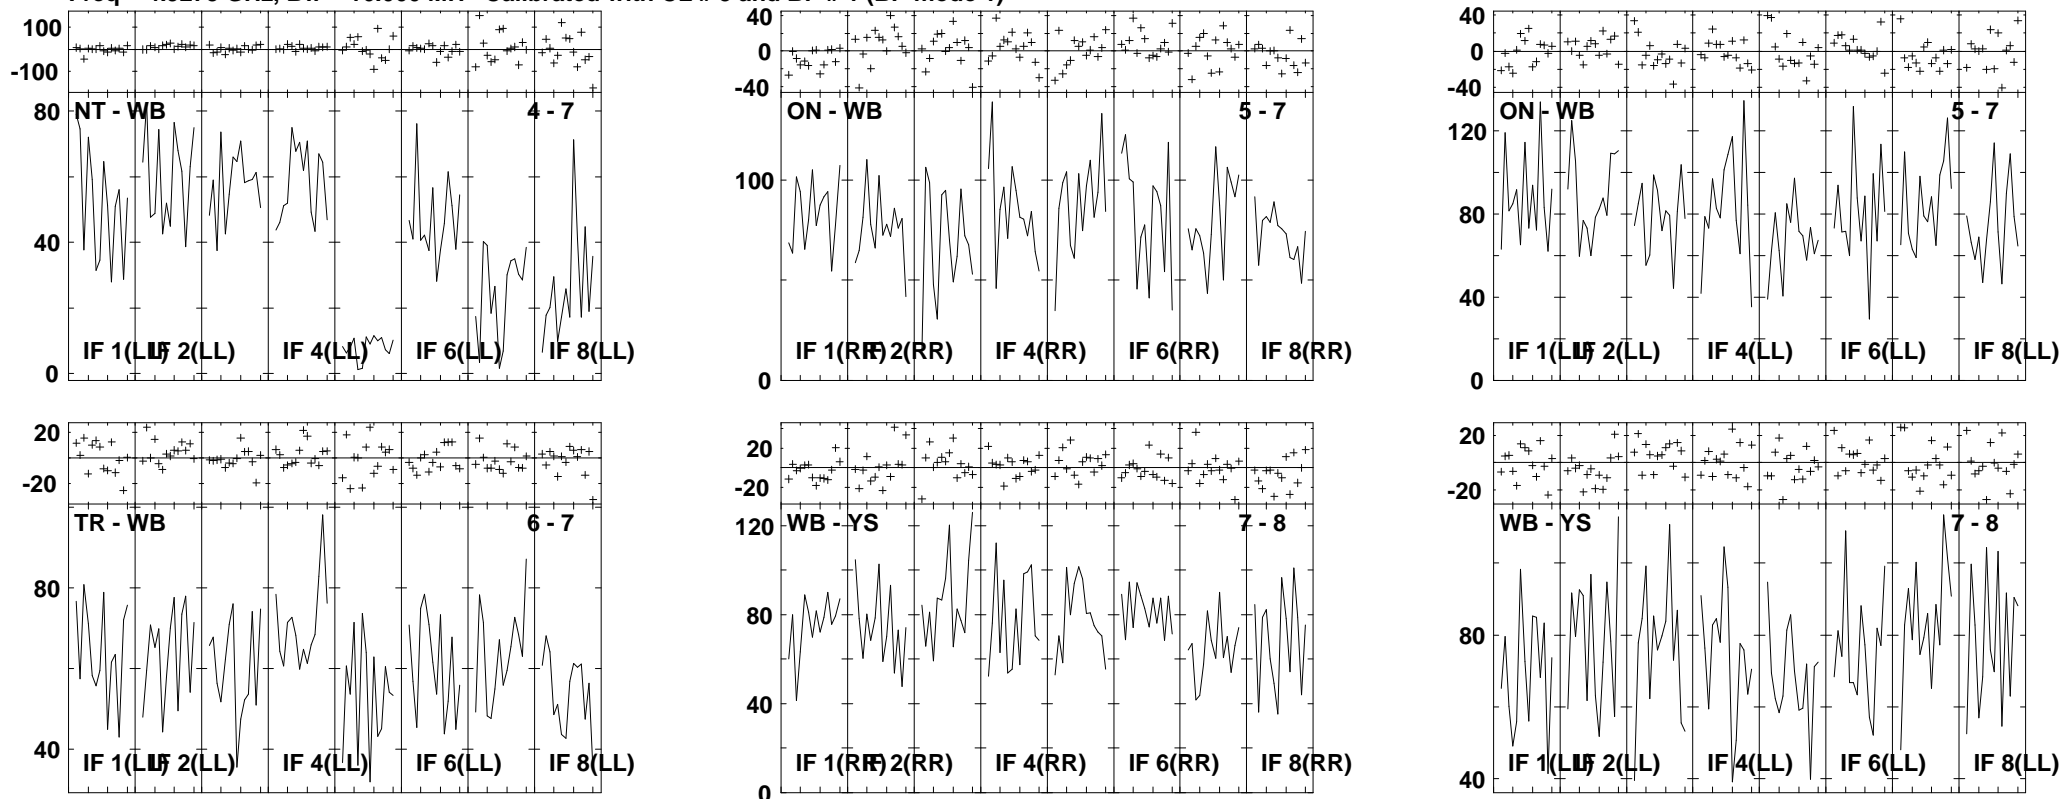 100
-100
NT - WB 4 - 7
80
40
0
IF 1(LL) IF 2(LL) IF 4(LL) IF 6(LL) IF 8(LL)
40
0
-40
ON - WB 5 - 7
100
0
IF 1(RR) IF 2(RR) IF 4(RR) IF 6(RR) IF 8(RR)
40
0
-40
ON - WB 5 - 7
120
80
40
0
IF 1(LL) IF 2(LL) IF 4(LL) IF 6(LL) IF 8(LL)
20
-20
TR - WB 6 - 7
80
40
IF 1(LL) IF 2(LL) IF 4(LL) IF 6(LL) IF 8(LL)
20
-20
WB - YS 7 - 8
120
80
40
0
IF 1(RR) IF 2(RR) IF 4(RR) IF 6(RR) IF 8(RR)
20
-20
WB - YS 7 - 8
80
40
IF 1(LL) IF 2(LL) IF 4(LL) IF 6(LL) IF 8(LL)